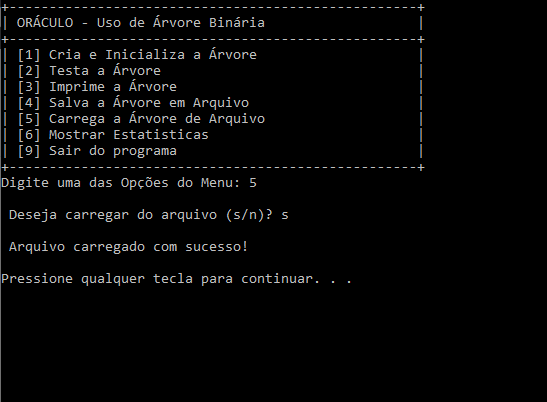 +---------------------------------------------------+
| ORÁCULO - Uso de Árvore Binária                   |
+---------------------------------------------------+
| [1] Cria e Inicializa a Árvore                    |
| [2] Testa a Árvore                                |
| [3] Imprime a Árvore                              |
| [4] Salva a Árvore em Arquivo                     |
| [5] Carrega a Árvore de Arquivo                   |
| [6] Mostrar Estatisticas                          |
| [9] Sair do programa                              |
+---------------------------------------------------+
Digite uma das Opções do Menu: 5
Deseja carregar do arquivo (s/n)? s
Arquivo carregado com sucesso!
Pressione qualquer tecla para continuar. . .